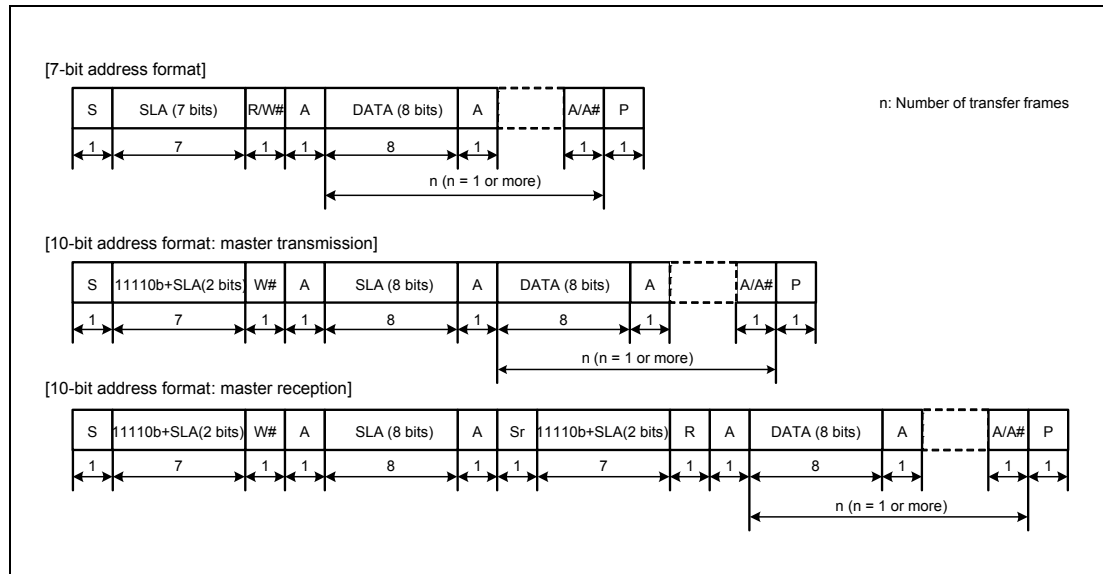 [7-bit address format]
n: Number of transfer frames
S SLA (7 bits) R/W# A DATA (8 bits) A A/A# P
1 7 1 1 8 1 1 1
n (n = 1 or more)
[10-bit address format: master transmission]
S 11110b+SLA(2 bits) W# A SLA (8 bits) A DATA (8 bits) A A/A# P
1 7 1 1 8 1 8 1 1 1
n (n = 1 or more)
[10-bit address format: master reception]
S 11110b+SLA(2 bits) W# A SLA (8 bits) A Sr 11110b+SLA(2 bits) R A DATA (8 bits) A A/A# P
1 7 1 1 8 1 1 7 1 1 8 1 1 1
n (n = 1 or more)